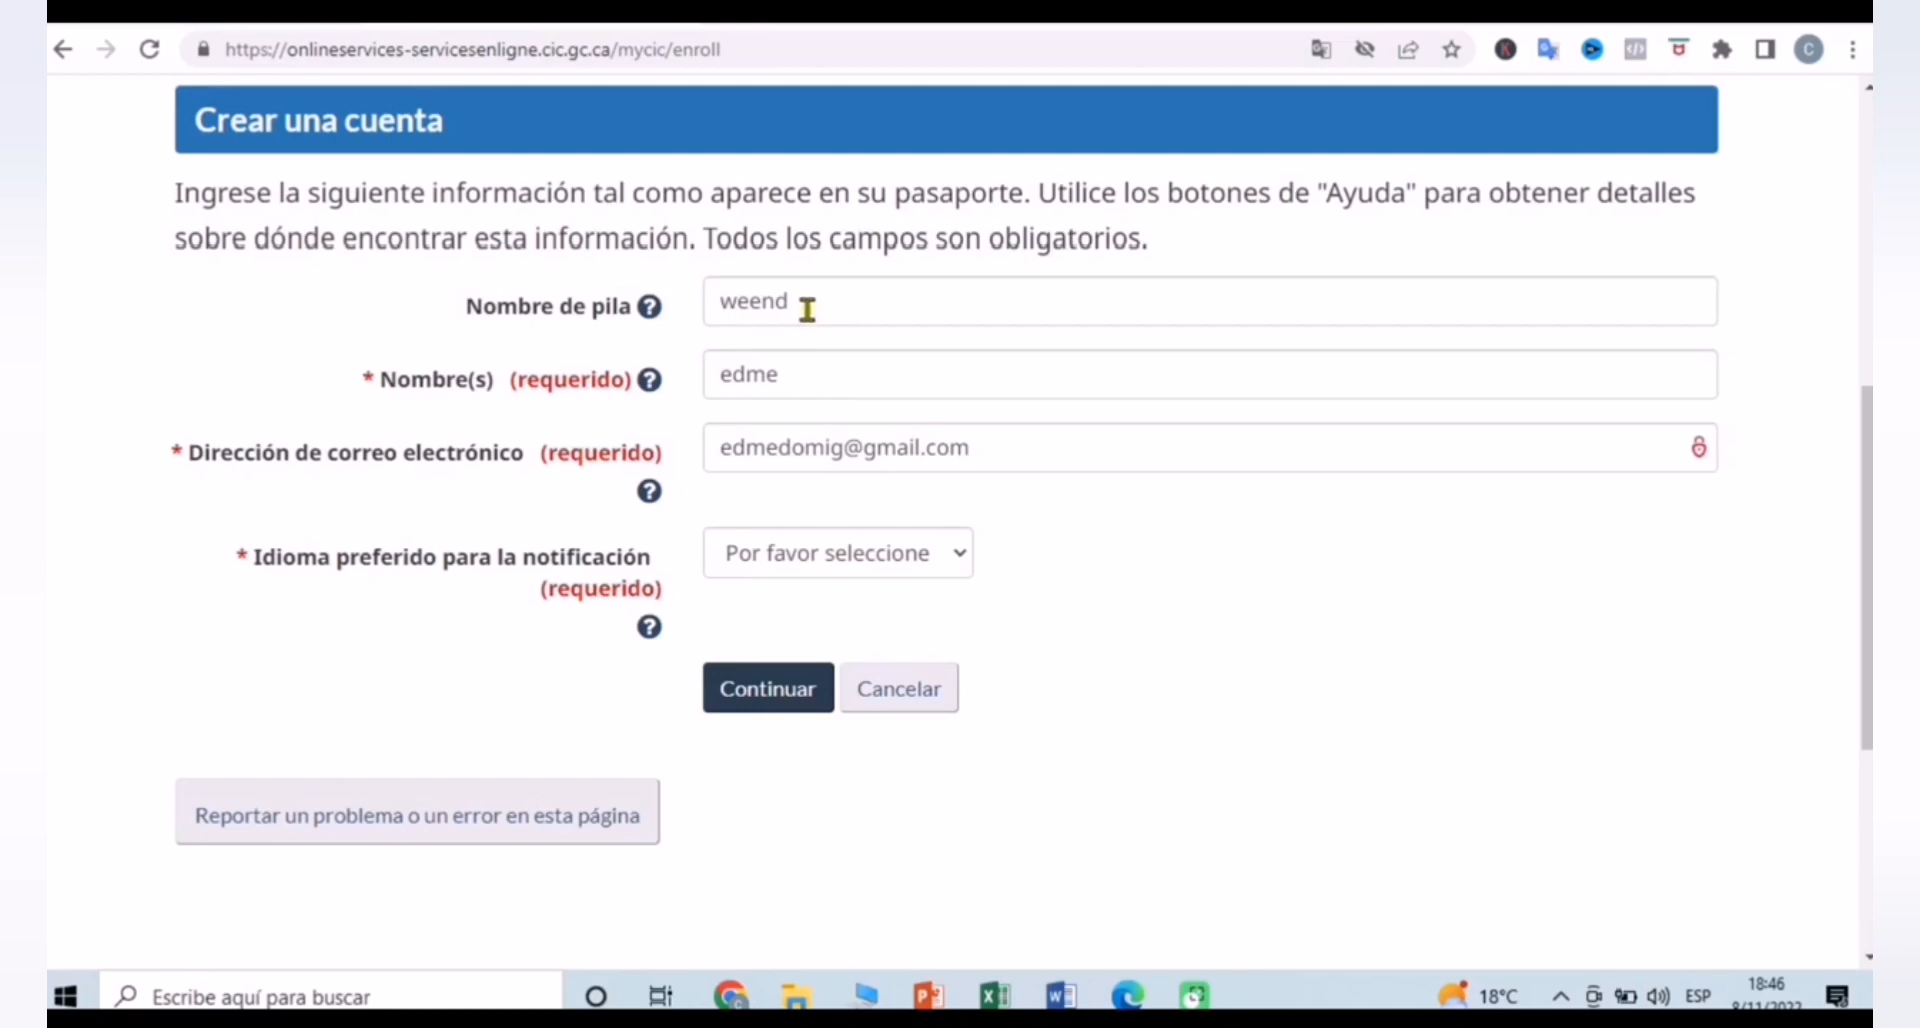 https://onlineservices-servicesenligne.cic.gc.ca/mycic/enroll
Crear una cuenta
Ingrese la siguiente información tal como aparece en su pasaporte. Utilice los botones de "Ayuda" para obtener detalles
sobre dónde encontrar esta información. Todos los campos son obligatorios.
Nombre de pila
weend
* Nombre(s) (requerido)
edme
* Dirección de correo electrónico (requerido)
edmedomig@gmail.com
* Idioma preferido para la notificación
(requerido)
Por favor seleccione
Continuar
Cancelar
Reportar un problema o un error en esta página
Escribe aquí para buscar
18°C
ESP
18:46